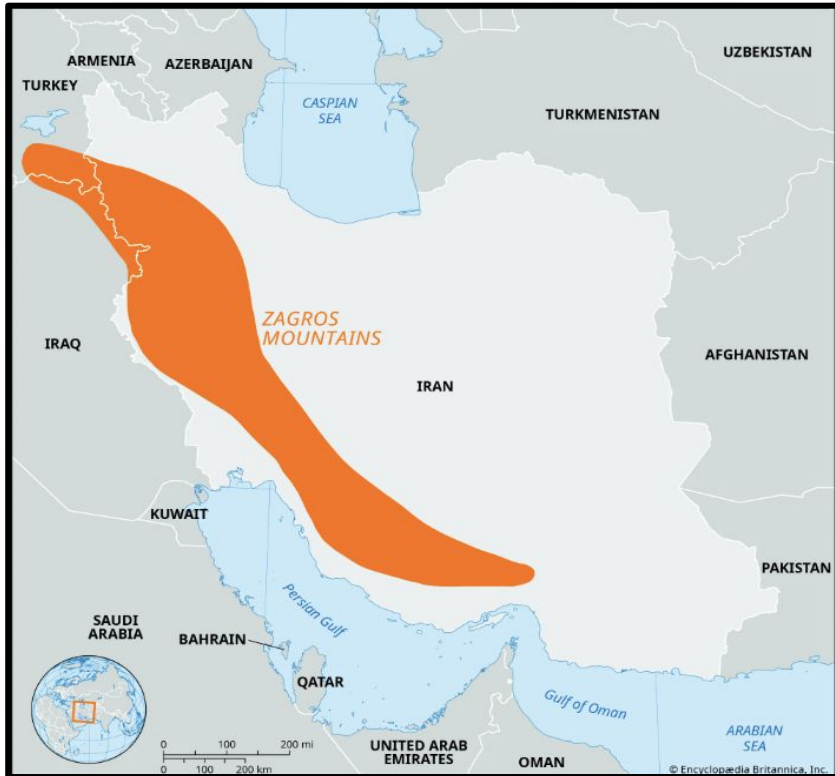 ARMENIA
AZERBAIJAN
UZBEKISTAN
TURKEY
CASPIAN
SEA
TURKMENISTAN
ZAGROS
MOUNTAINS
IRAQ
AFGHANISTAN
IRAN
KUWAIT
PAKISTAN
Persian Gulf
SAUDI
ARABIA
BAHRAIN
QATAR
Gulf of Oman
ARABIAN
SEA
UNITED ARAB
EMIRATES
OMAN
0 100 200 mi
0 100 200 km
© Encyclopædia Britannica, Inc.